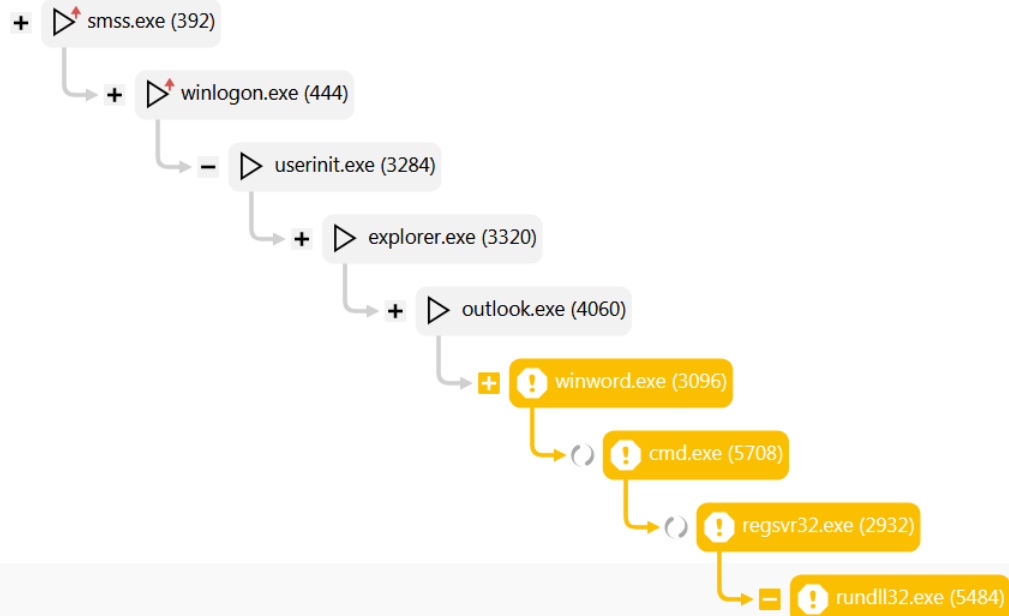 smss.exe (392)
winlogon.exe (444)
userinit.exe (3284)
explorer.exe (3320)
outlook.exe (4060)
winword.exe (3096)
cmd.exe (5708)
regsvr32.exe (2932)
rundll32.exe (5484)